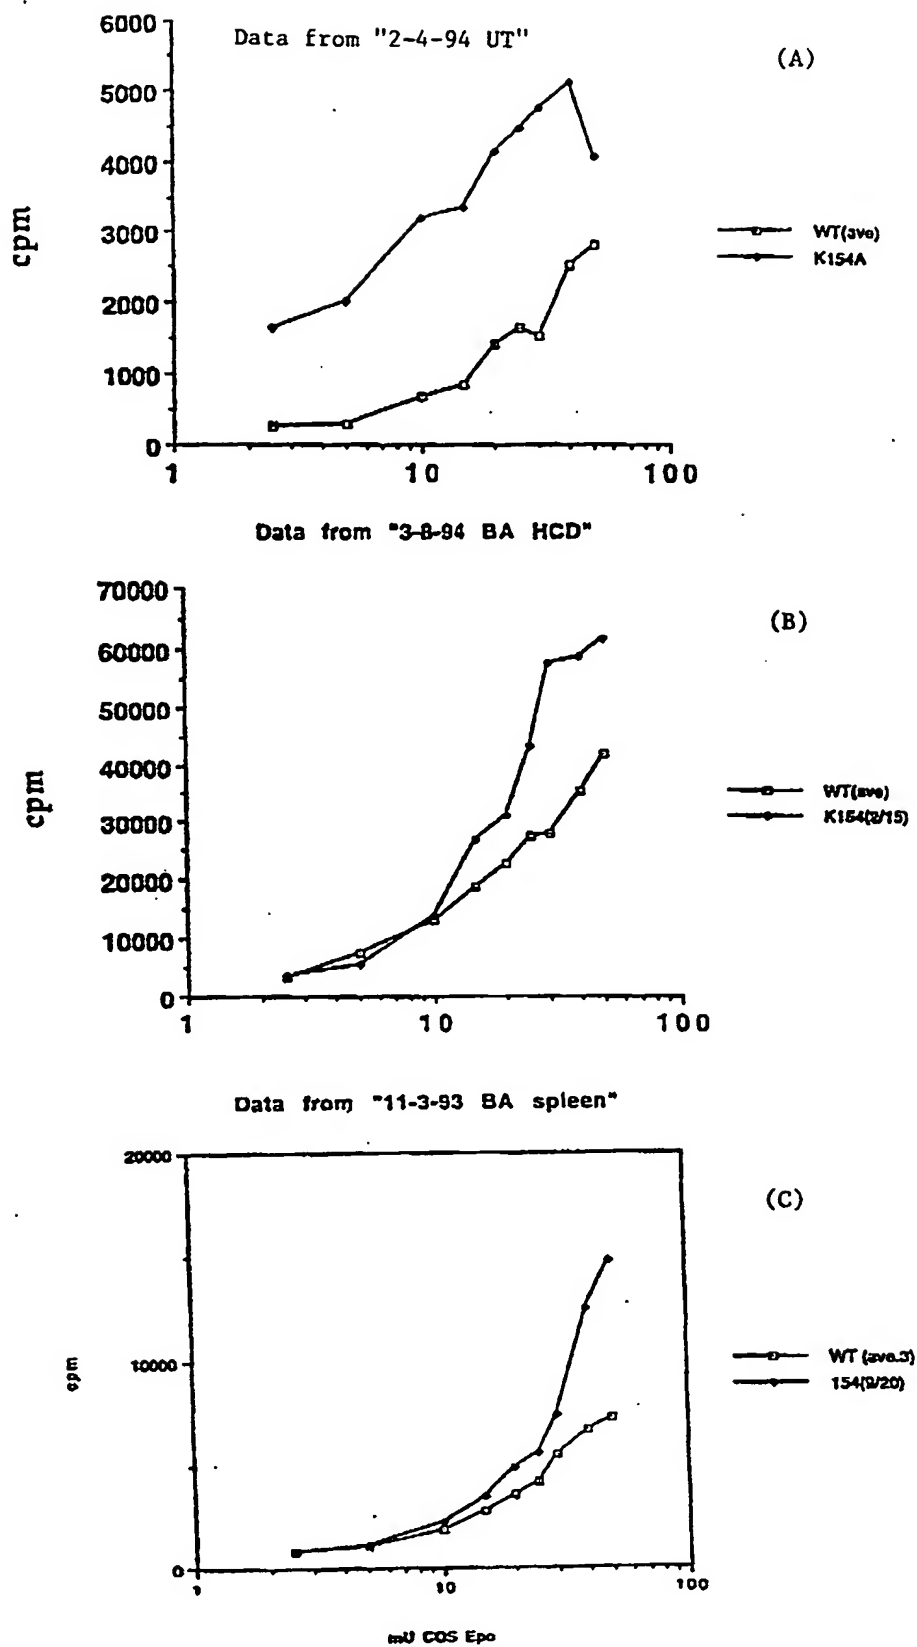 Data from "2-4-94 UT"
(A)
6000
5000
4000
3000
2000
1000
0
1
10
100
cpm
WT(ave)
K154A
Data from "3-8-94 BA HCD"
(B)
70000
60000
50000
40000
30000
20000
10000
0
1
10
100
cpm
WT(ave)
K154(2/15)
Data from "11-3-93 BA spleen"
(C)
20000
10000
0
1
10
100
cpm
WT (ave.3)
154(9/20)
mU COS Epo